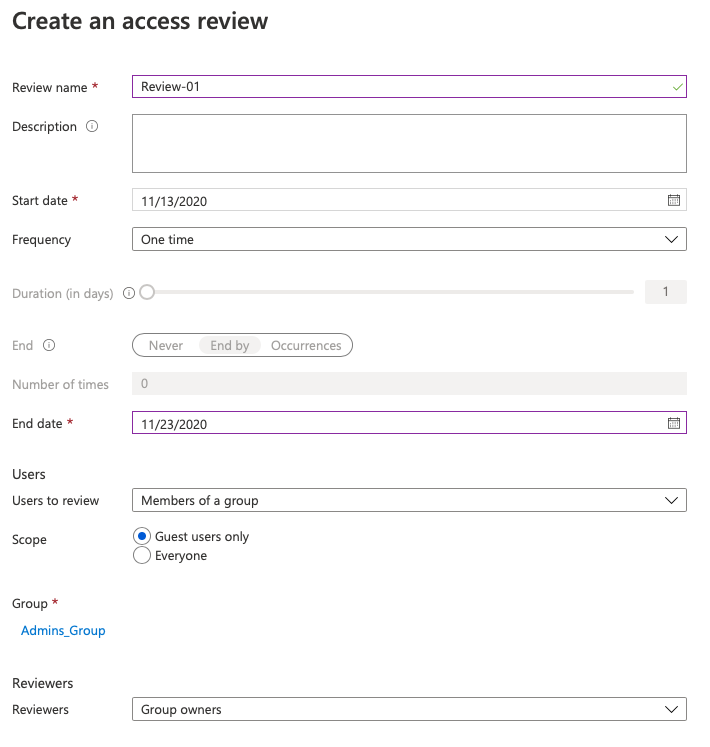 Create an access review
Review name * Review-01
Description
Start date * 11/13/2020
Frequency One time
Duration (in days) 1
End Never End by Occurrences
Number of times 0
End date * 11/23/2020
Users
Users to review Members of a group
Scope Guest users only
Everyone
Group *
Admins_Group
Reviewers
Reviewers Group owners